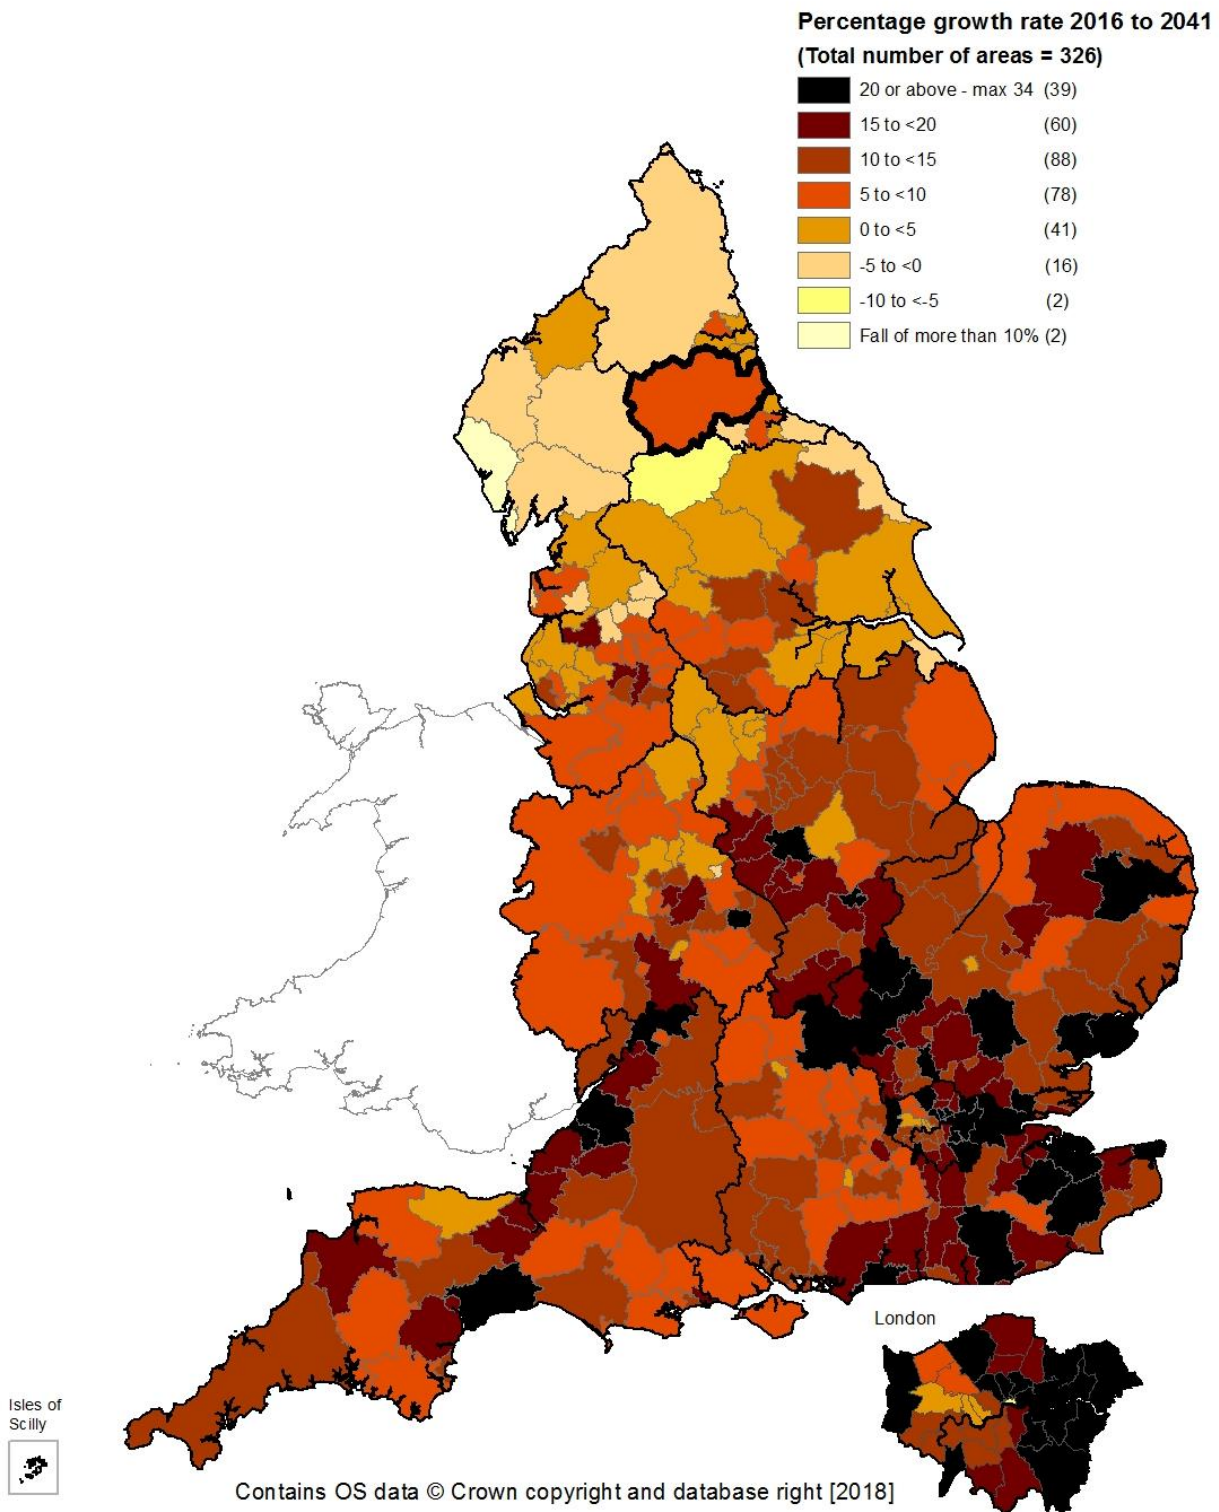 Percentage growth rate 2016 to 2041
(Total number of areas = 326)
20 or above - max 34 (39)
15 to <20 (60)
10 to <15 (88)
5 to <10 (78)
0 to <5 (41)
-5 to <0 (16)
-10 to <-5 (2)
Fall of more than 10% (2)
London
Isles of
Scilly
Contains OS data © Crown copyright and database right [2018]